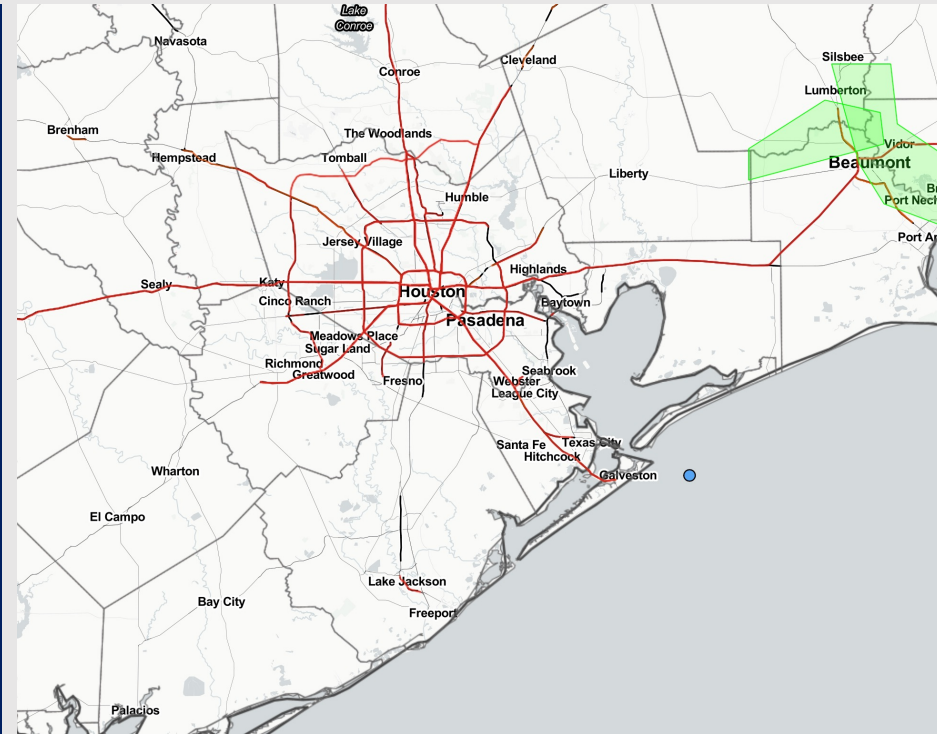 Lake
Conroe
Navasota
Silsbee
Cleveland
Conroe
Lumberton
Brenham
The Woodlands
Vidor
Hempstead
Tomball
Beaumont
Liberty
Humble
Port Nech
Jersey Village
Port Ar
Highlands
Sealy
Katy
Houston
Cinco Ranch
Baytown
Pasadena
Meadows Place
Sugar Land
Richmond
Greatwood
Fresno
Seabrook
Webster
League City
Santa Fe
Texas City
Hitchcock
Wharton
Galveston
El Campo
Lake Jackson
Bay City
Freeport
Palacios